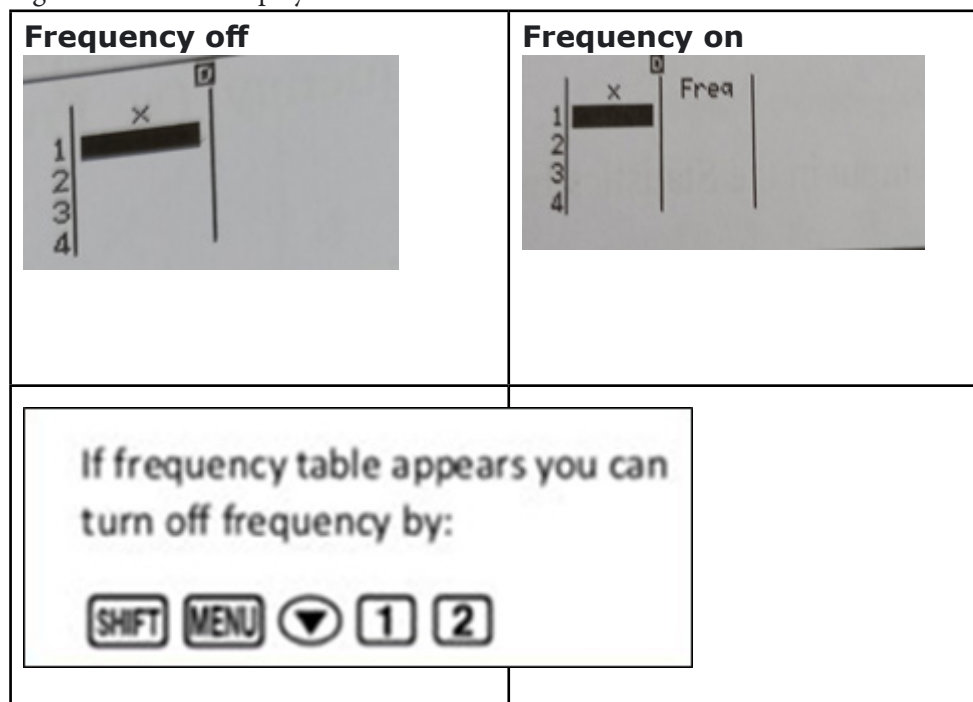 Frequency off
Frequency on
D
x
1
2
3
4
D
x Freq
1
2
3
4
If frequency table appears you can
turn off frequency by:
SHIFT MENU ▼ 1 2